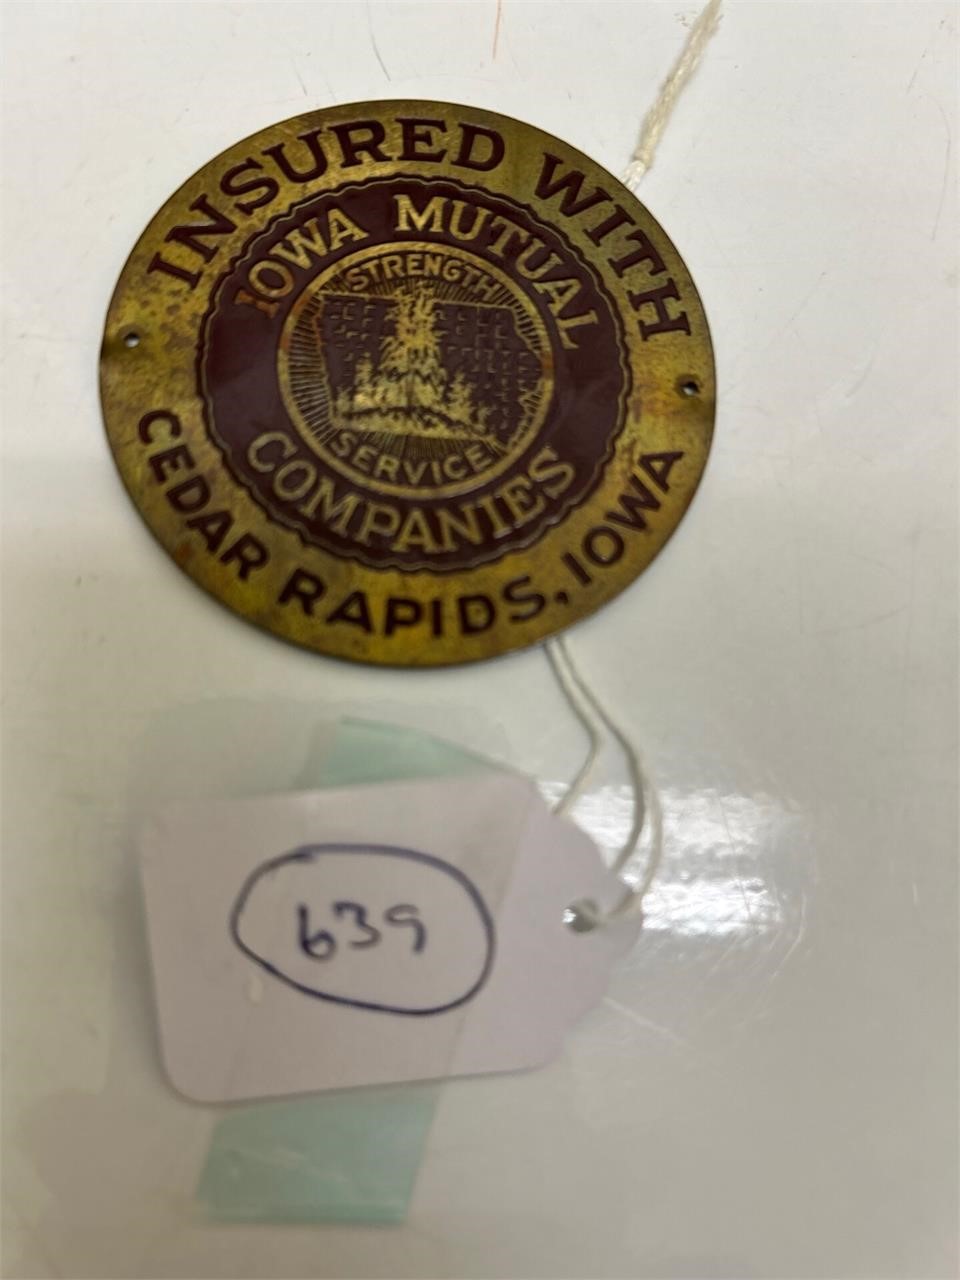 INSURED WITH
IOWA MUTUAL
STRENGTH
SERVICE
COMPANIES
CEDAR RAPIDS, IOWA
639